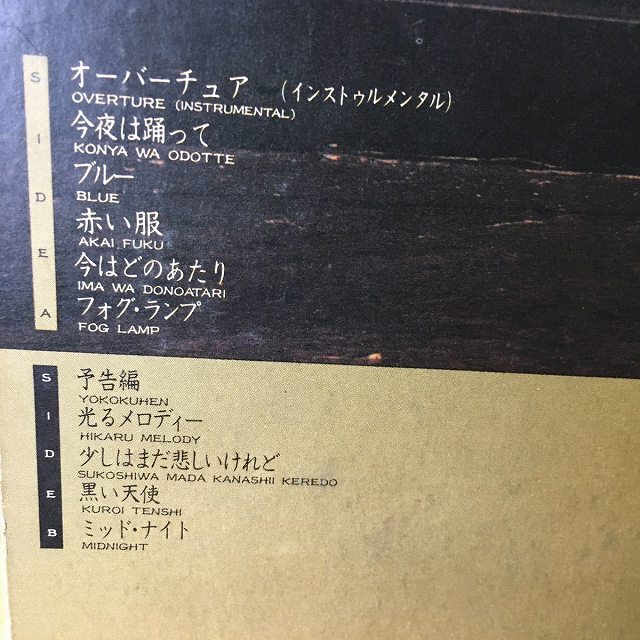 SIDE A
オーバーチュア （インストゥルメンタル）
OVERTURE (INSTRUMENTAL)
今夜は踊って
KONYA WA ODOTTE
ブルー
BLUE
赤い服
AKAI FUKU
今はどのあたり
IMA WA DONOATARI
フォグ・ランプ
FOG LAMP
SIDE B
予告編
YOKOKUHEN
光るメロディー
HIKARU MELODY
少しはまだ悲しいけれど
SUKOSHIWA MADA KANASHII KEREDO
黒い天使
KUROI TENSHI
ミッド・ナイト
MIDNIGHT